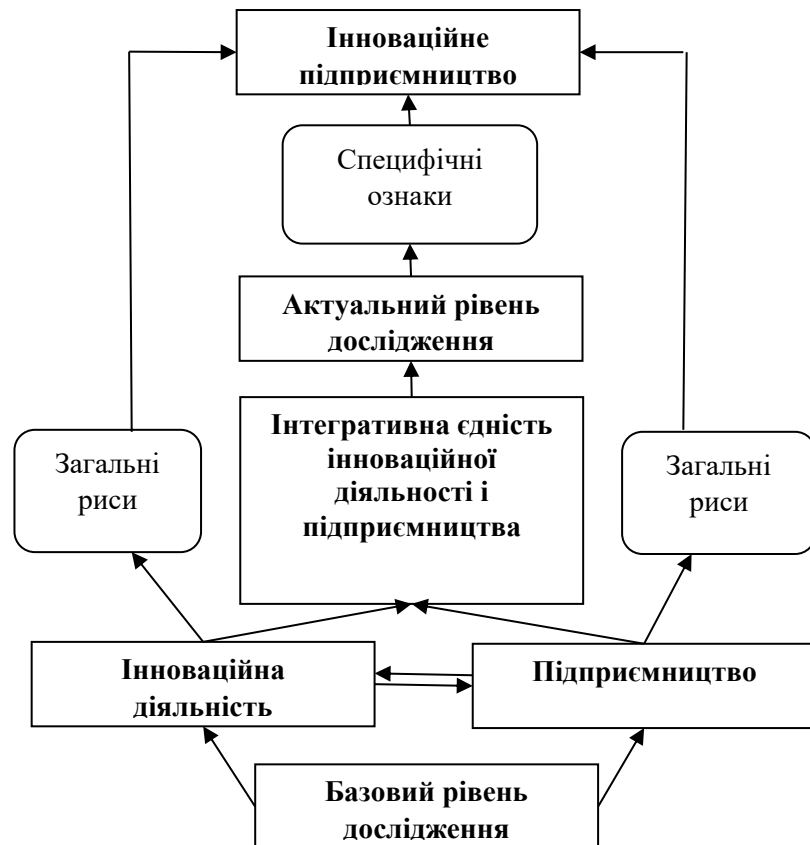 Інноваційне
підприємництво
Специфічні
ознаки
Актуальний рівень
дослідження
Інтегративна єдність
інноваційної
діяльності і
підприємництва
Загальні
риси
Загальні
риси
Інноваційна
діяльність
Підприємництво
Базовий рівень
дослідження